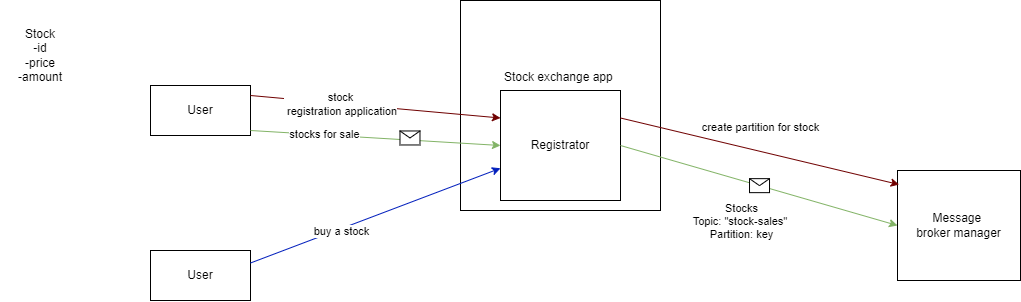 Stock
-id
-price
-amount
Stock exchange app
User
stock
registration application
stocks for sale
Registrator
create partition for stock
Stocks
Topic: "stock-sales"
Partition: key
Message
broker manager
buy a stock
User